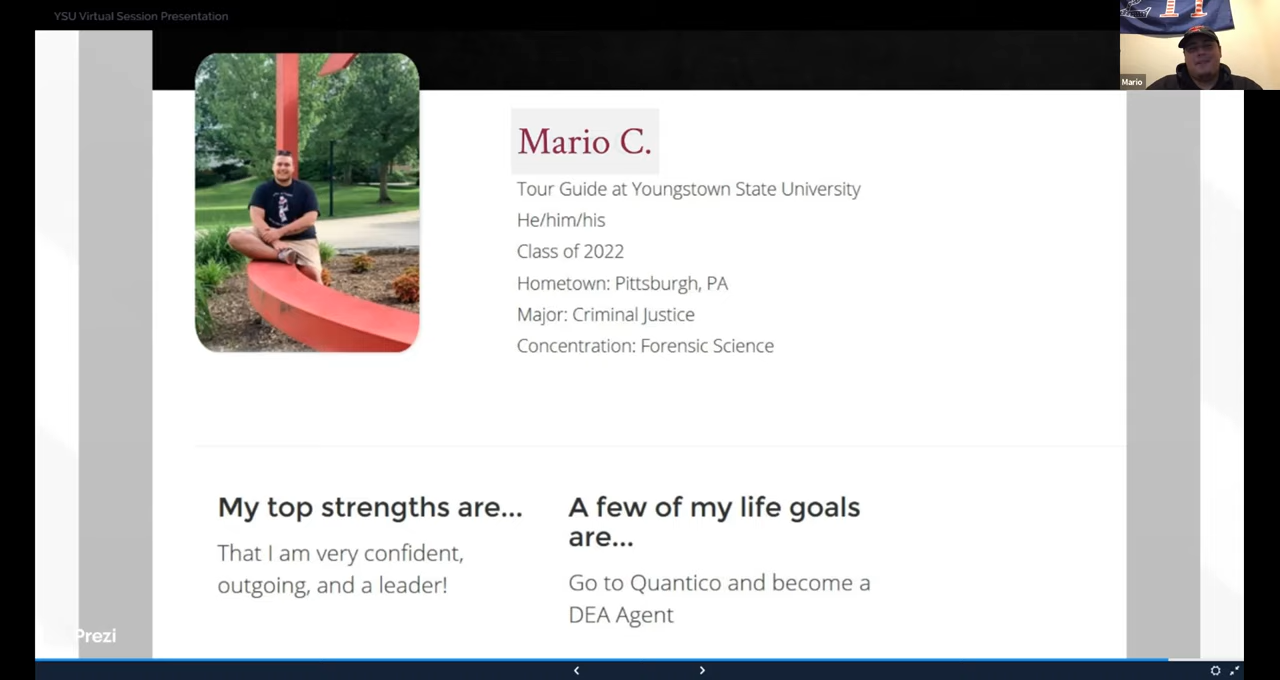 YSU Virtual Session Presentation
Mario
Mario C.
Tour Guide at Youngstown State University
He/him/his
Class of 2022
Hometown: Pittsburgh, PA
Major: Criminal Justice
Concentration: Forensic Science
My top strengths are...
That I am very confident,
outgoing, and a leader!
A few of my life goals
are...
Go to Quantico and become a
DEA Agent
Prezi